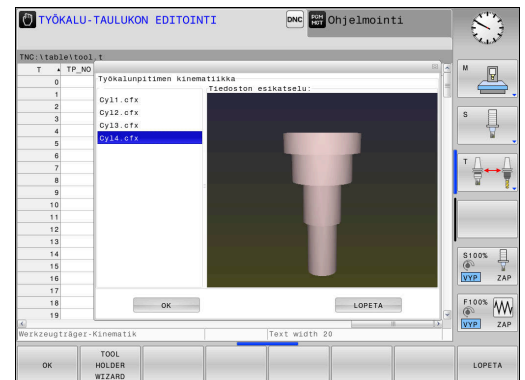 TYÖKALU-TAULUKON EDITOINTI
DNC
Ohjelmointi
TNC:\table\tool.t
T TP_NO
0
1
2
3
4
5
6
7
8
9
10
11
12
13
14
15
16
17
18
19
Työkalunpitimen kinematiikka
Tiedoston esikatselu:
Cyl1.cfx
Cyl2.cfx
Cyl3.cfx
Cyl4.cfx
OK
LOPETA
Werkzeugträger-Kinematik
Text width 20
M
S
T
S100%
VYP ZAP
F100%
VYP ZAP
OK
TOOL
HOLDER
WIZARD
LOPETA